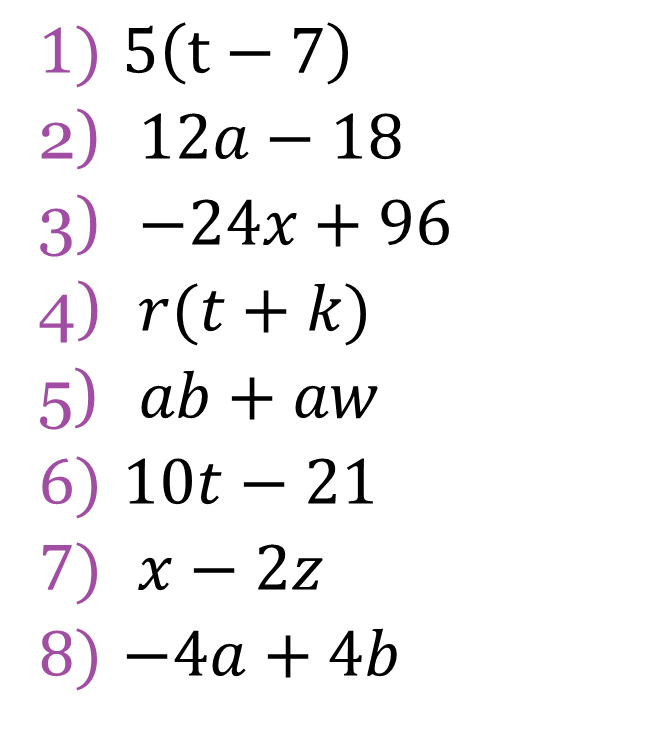 1) 5(t − 7)
2) 12a − 18
3) −24x + 96
4) r(t + k)
5) ab + aw
6) 10t − 21
7) x − 2z
8) −4a + 4b